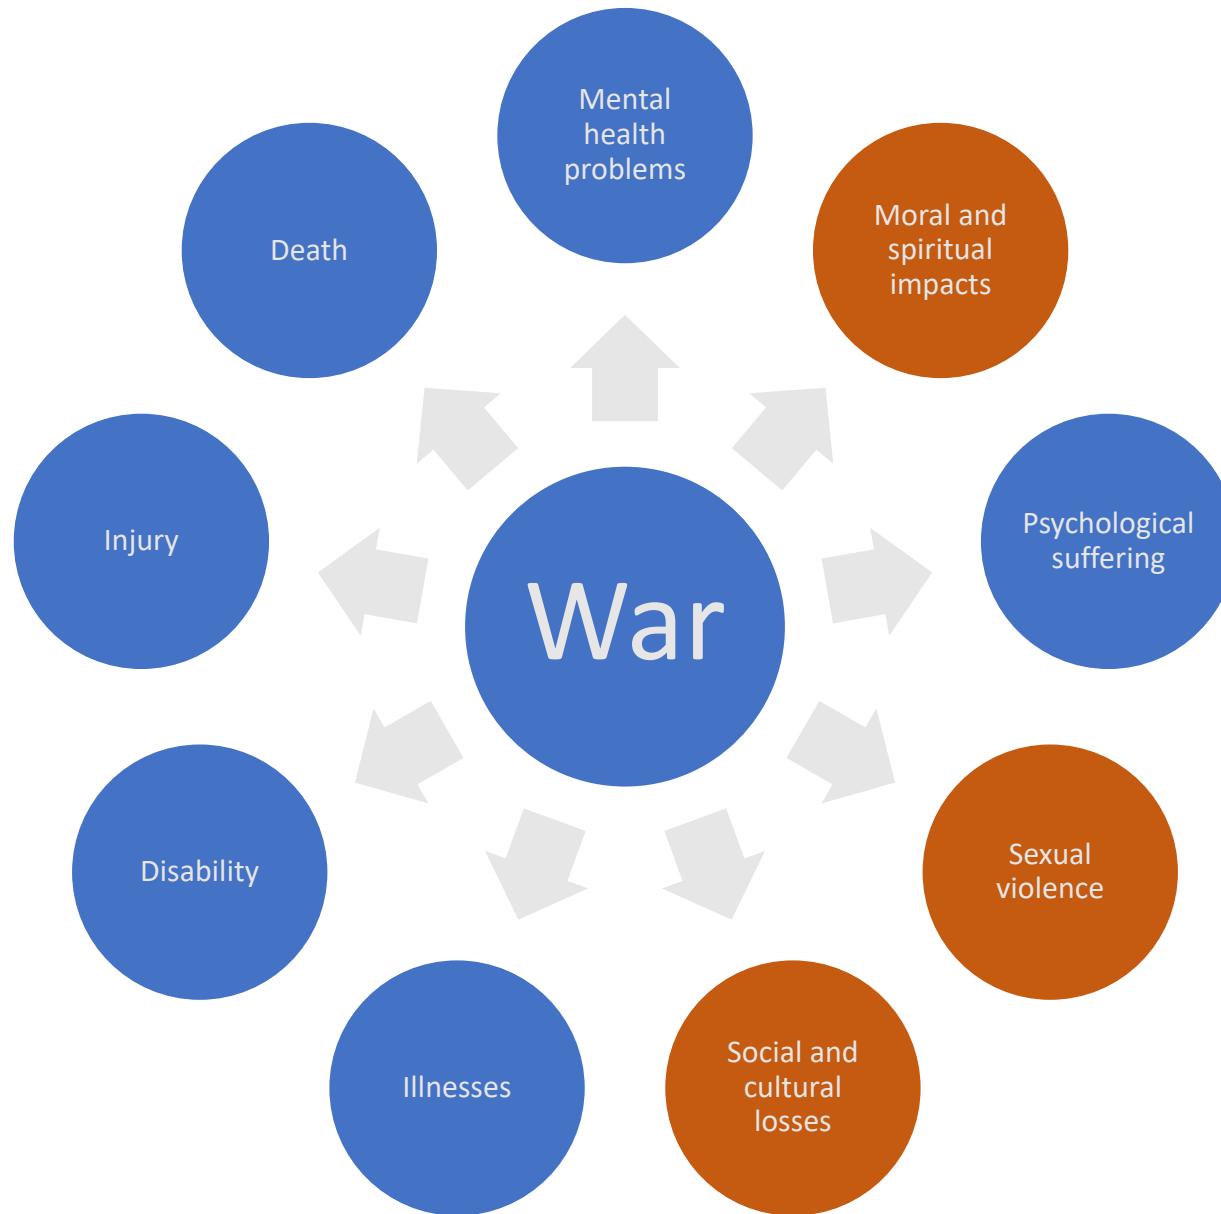 Mental
health
problems
Moral and
spiritual
impacts
Psychological
suffering
Sexual
violence
Social and
cultural
losses
Illnesses
Disability
Injury
Death
War